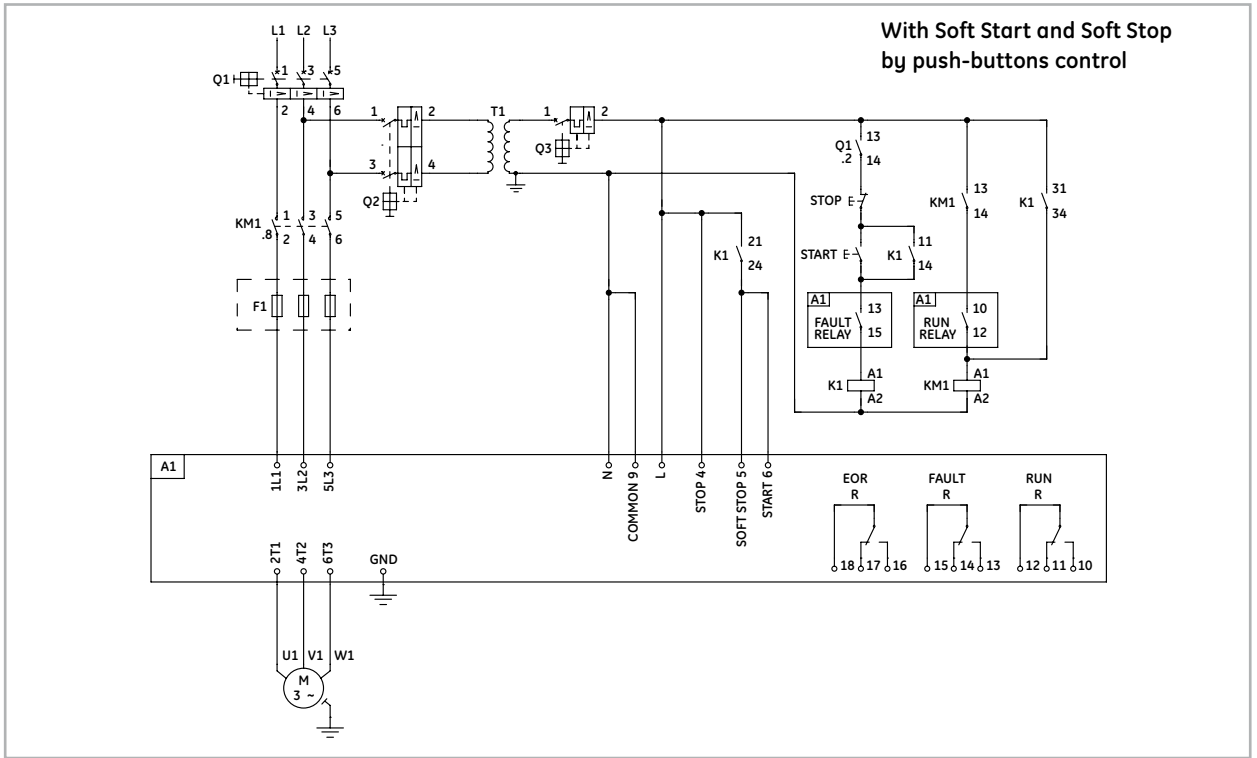 With Soft Start and Soft Stop
by push-buttons control
L1 L2 L3
Q1 1 3 5
2 4 6
1 2 T1 1 2
Q3
3 4
Q2
Q1 13
.2 14
STOP
KM1 13
14
K1 31
34
KM1 1 3 5
.8 2 4 6
K1 21
24
START K1 11
14
F1
A1 13
FAULT
RELAY 15
A1 10
RUN
RELAY 12
K1 A1
A2
KM1 A1
A2
A1
1L1
3L2
5L3
N
COMMON 9
L
STOP 4
SOFT STOP 5
START 6
EOR
R
FAULT
R
RUN
R
18 17 16
15 14 13
12 11 10
2T1
4T2
6T3
GND
U1 V1 W1
M
3 ~